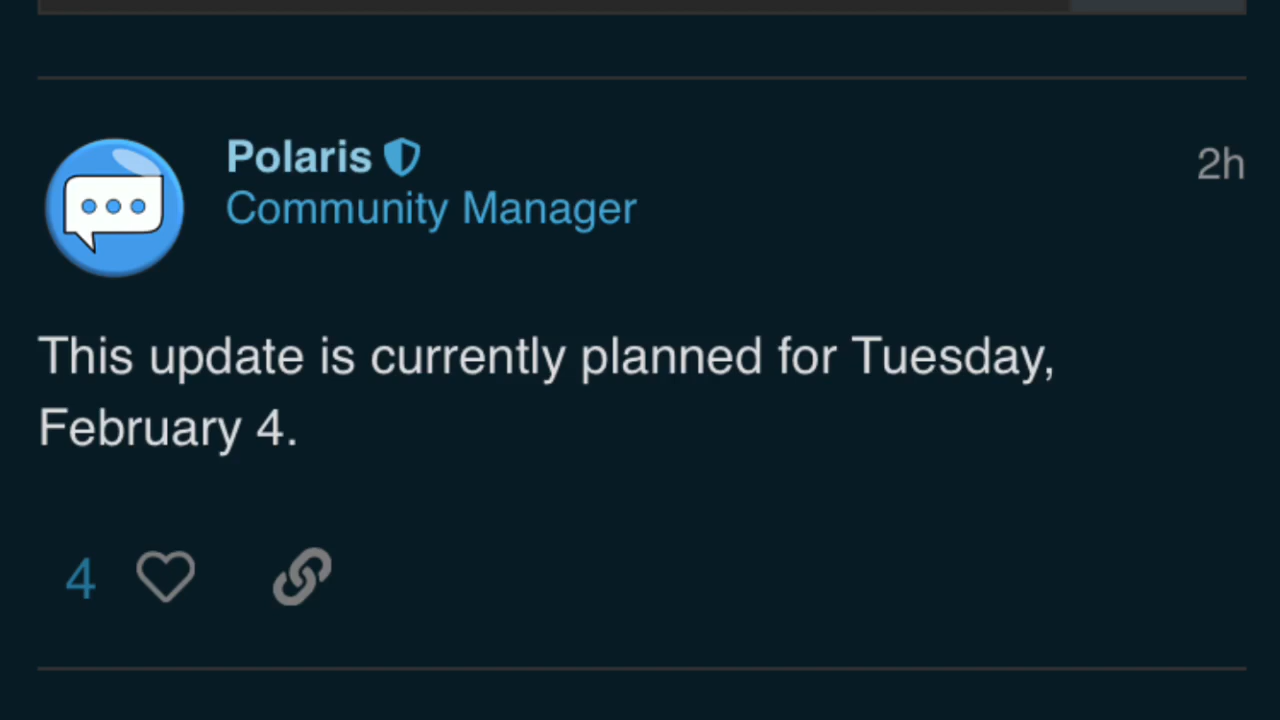 Polaris
2h
Community Manager
This update is currently planned for Tuesday,
February 4.
4